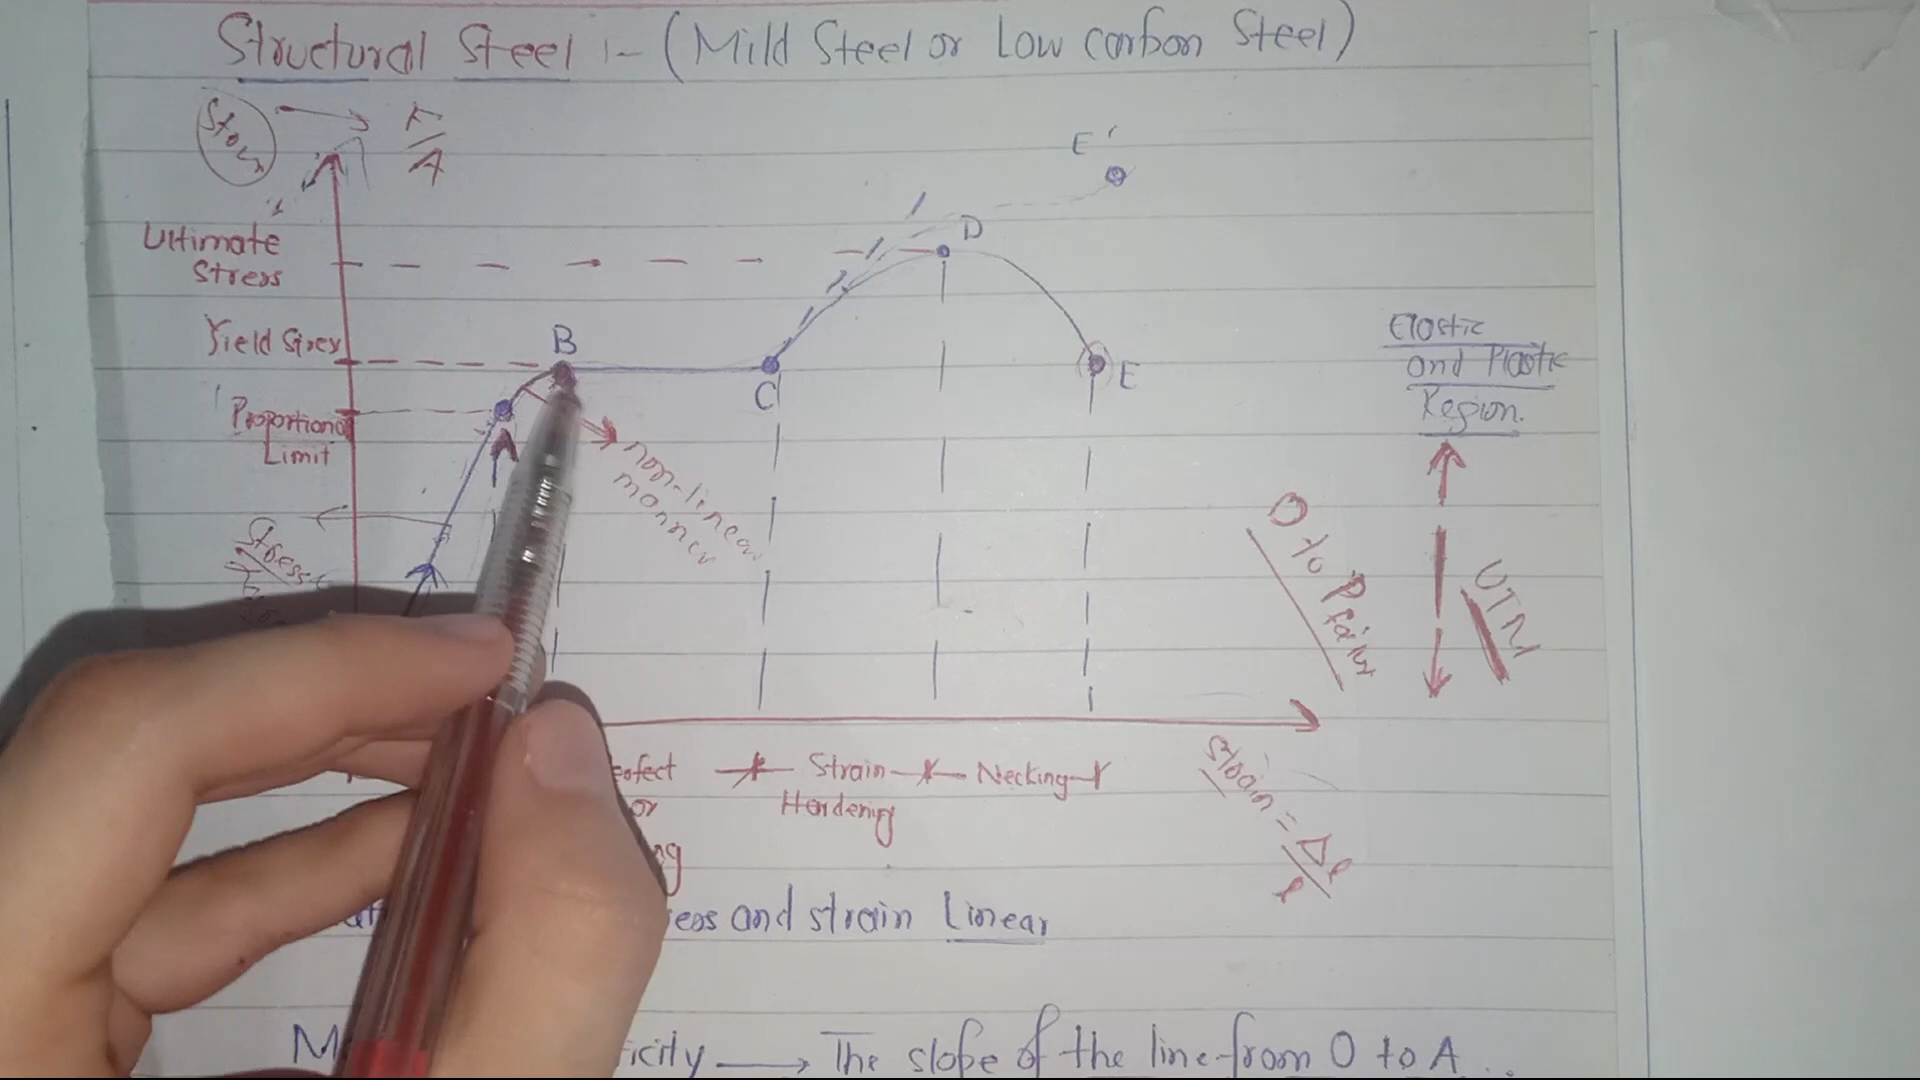 Structural Steel :- (Mild Steel or Low carbon Steel)
F
A
E'
Ultimate
Stress
D
Yield Stress
B
C
E
Proportional
Limit
A
non-linear
manner
Stress
Elastic
and Plastic
Region.
O to
UTM
Strain = Δl
l
or
Strain
Hardening
Necking
and strain Linear
The slope of the line from O to A ...